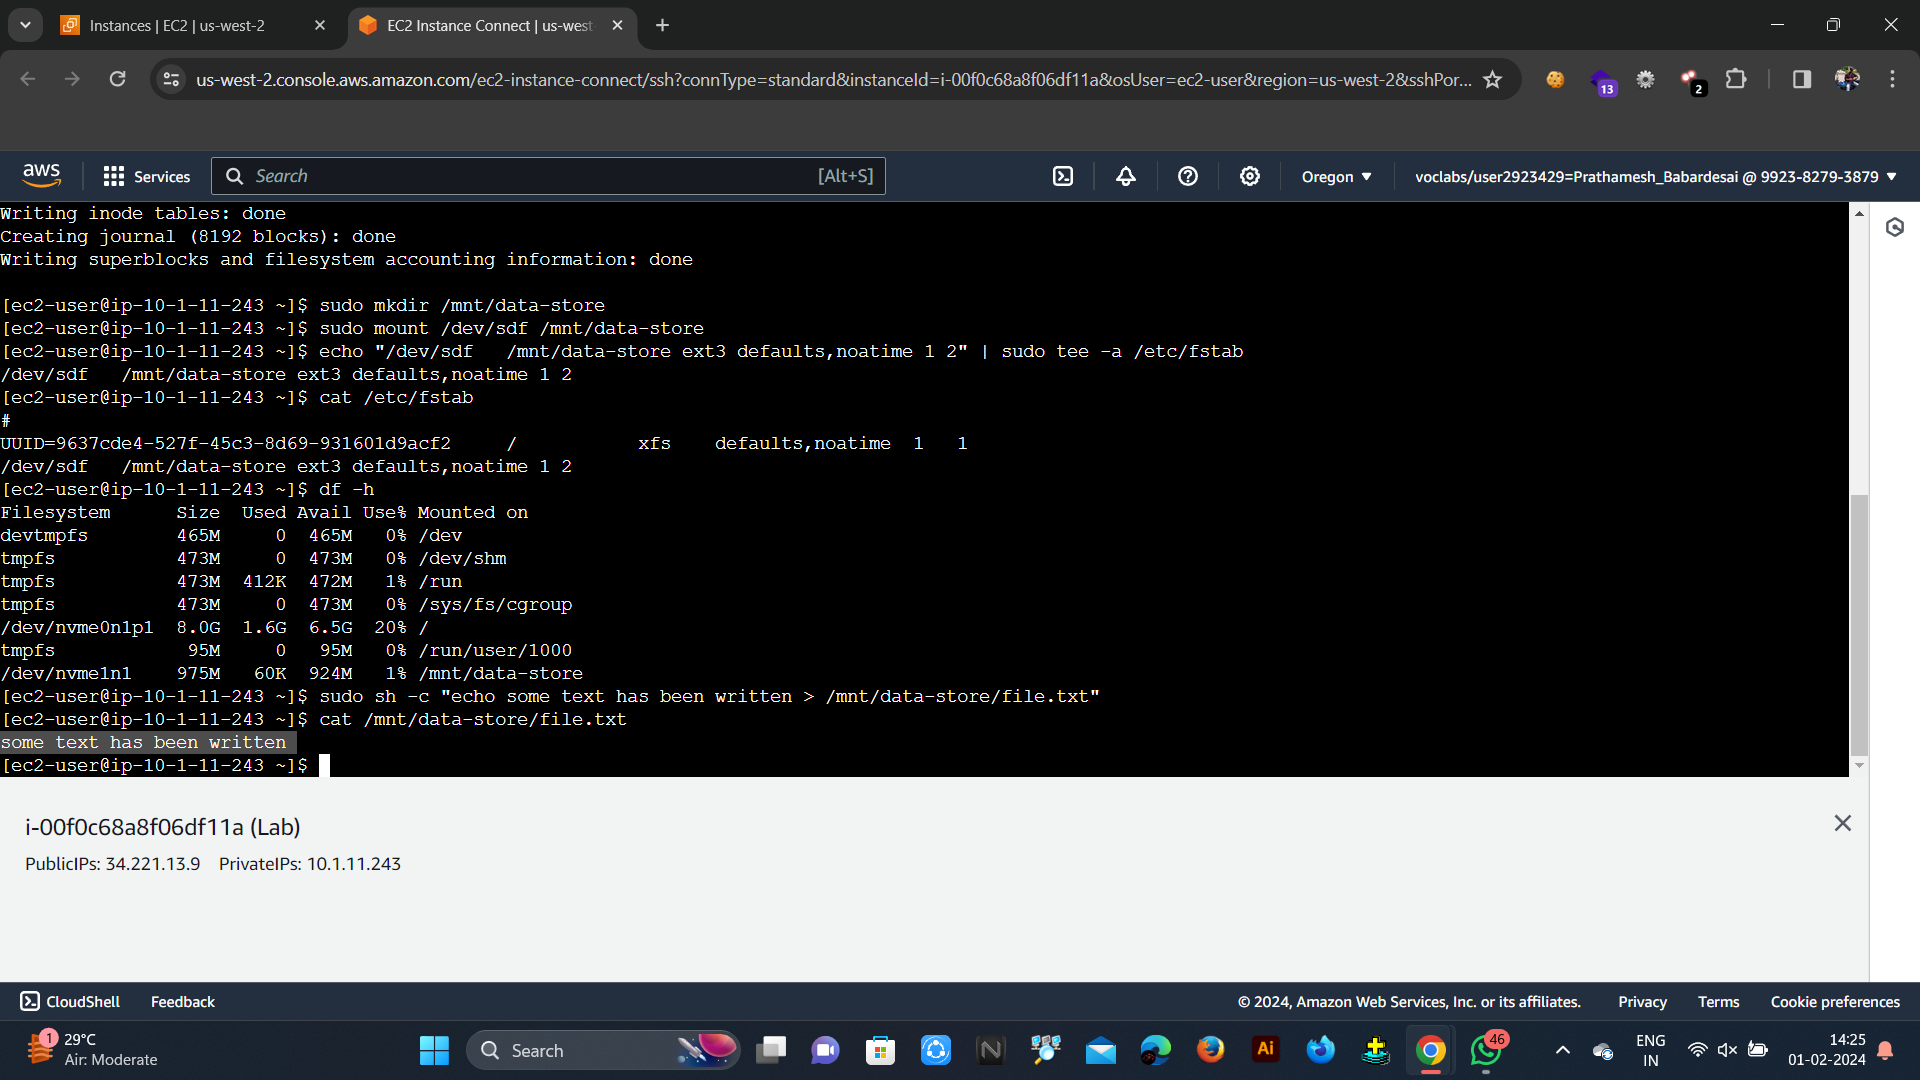 Instances | EC2 | us-west-2
EC2 Instance Connect | us-west-
us-west-2.console.aws.amazon.com/ec2-instance-connect/ssh?connType=standard&instanceId=i-00f0c68a8f06df11a&osUser=ec2-user&region=us-west-2&sshPor...
13
2
aws
Services
Search
[Alt+S]
Oregon
voclabs/user2923429=Prathamesh_Babardesai @ 9923-8279-3879
Writing inode tables: done
Creating journal (8192 blocks): done
Writing superblocks and filesystem accounting information: done
[ec2-user@ip-10-1-11-243 ~]$ sudo mkdir /mnt/data-store
[ec2-user@ip-10-1-11-243 ~]$ sudo mount /dev/sdf /mnt/data-store
[ec2-user@ip-10-1-11-243 ~]$ echo "/dev/sdf   /mnt/data-store ext3 defaults,noatime 1 2" | sudo tee -a /etc/fstab
/dev/sdf   /mnt/data-store ext3 defaults,noatime 1 2
[ec2-user@ip-10-1-11-243 ~]$ cat /etc/fstab
#
UUID=9637cde4-527f-45c3-8d69-931601d9acf2     /           xfs    defaults,noatime  1   1
/dev/sdf   /mnt/data-store ext3 defaults,noatime 1 2
[ec2-user@ip-10-1-11-243 ~]$ df -h
Filesystem      Size  Used Avail Use% Mounted on
devtmpfs        465M     0  465M   0% /dev
tmpfs           473M     0  473M   0% /dev/shm
tmpfs           473M  412K  472M   1% /run
tmpfs           473M     0  473M   0% /sys/fs/cgroup
/dev/nvme0n1p1  8.0G  1.6G  6.5G  20% /
tmpfs            95M     0   95M   0% /run/user/1000
/dev/nvme1n1    975M   60K  924M   1% /mnt/data-store
[ec2-user@ip-10-1-11-243 ~]$ sudo sh -c "echo some text has been written > /mnt/data-store/file.txt"
[ec2-user@ip-10-1-11-243 ~]$ cat /mnt/data-store/file.txt
some text has been written
[ec2-user@ip-10-1-11-243 ~]$
i-00f0c68a8f06df11a (Lab)
PublicIPs: 34.221.13.9   PrivateIPs: 10.1.11.243
CloudShell
Feedback
© 2024, Amazon Web Services, Inc. or its affiliates.
Privacy
Terms
Cookie preferences
1
29°C
Air: Moderate
Search
N
Ai
46
ENG
IN
14:25
01-02-2024